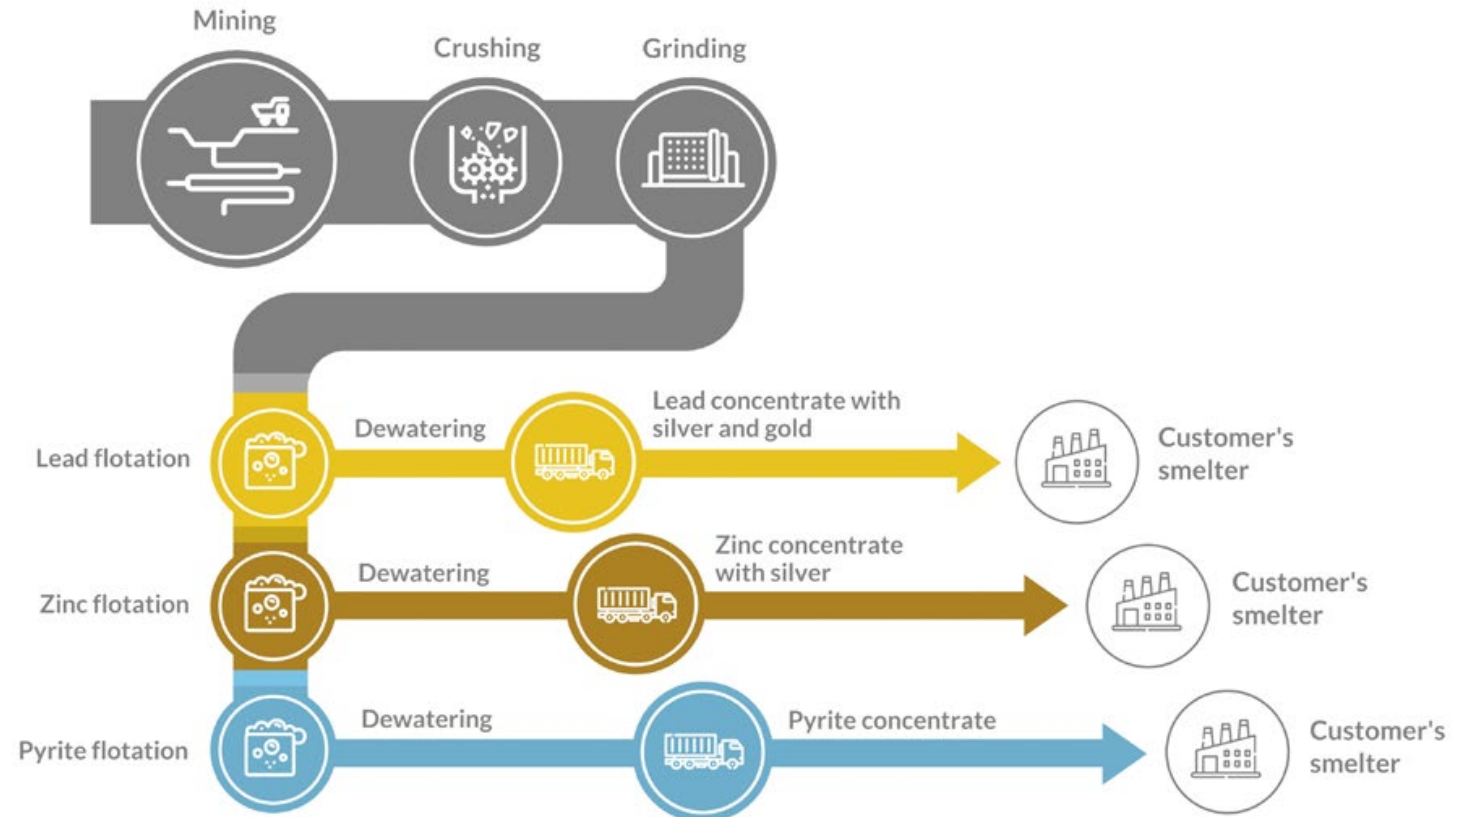 Mining
Crushing
Grinding
Lead flotation
Dewatering
Lead concentrate with
silver and gold
Customer's
smelter
Zinc flotation
Dewatering
Zinc concentrate
with silver
Customer's
smelter
Pyrite flotation
Dewatering
Pyrite concentrate
Customer's
smelter